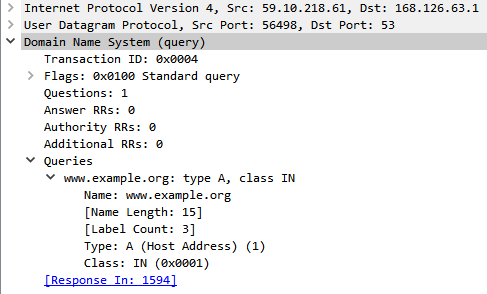 Internet Protocol Version 4, Src: 59.10.218.61, Dst: 168.126.63.1
User Datagram Protocol, Src Port: 56498, Dst Port: 53
Domain Name System (query)
Transaction ID: 0x0004
Flags: 0x0100 Standard query
Questions: 1
Answer RRs: 0
Authority RRs: 0
Additional RRs: 0
Queries
www.example.org: type A, class IN
Name: www.example.org
[Name Length: 15]
[Label Count: 3]
Type: A (Host Address) (1)
Class: IN (0x0001)
[Response In: 1594]